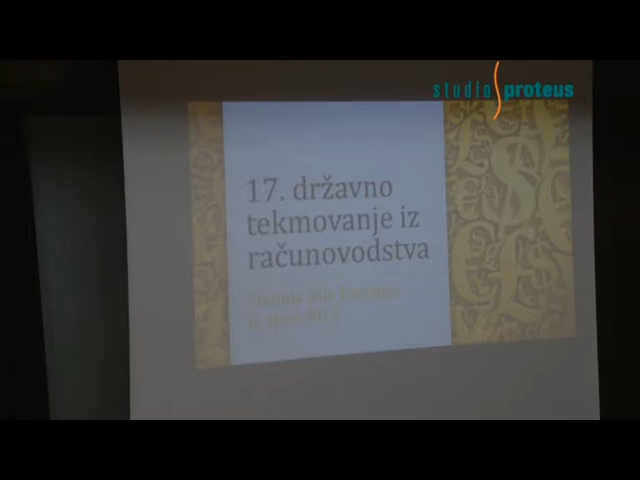 studio proteus
17. državno
tekmovanje iz
računovodstva